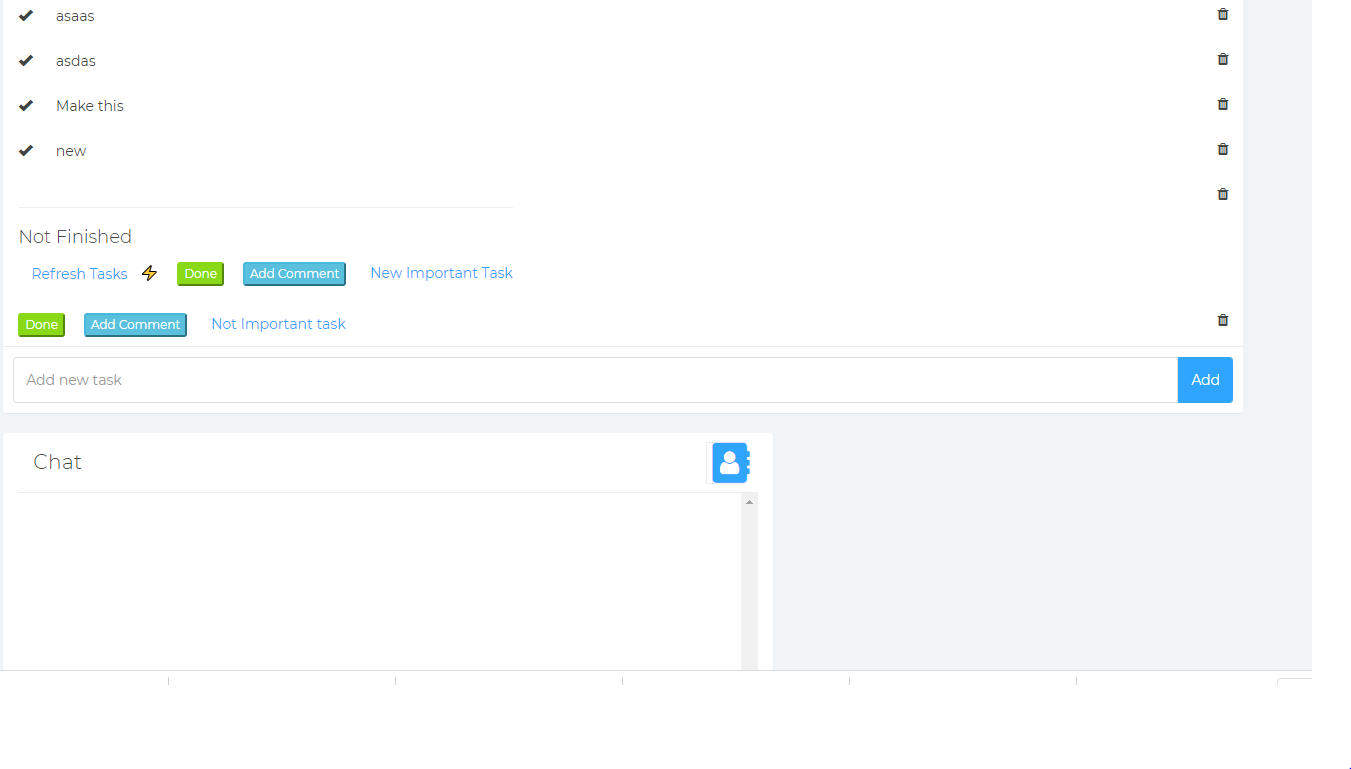 asaas
asdas
Make this
new
Not Finished
Refresh Tasks Done Add Comment New Important Task
Done Add Comment Not Important task
Add new task Add
Chat